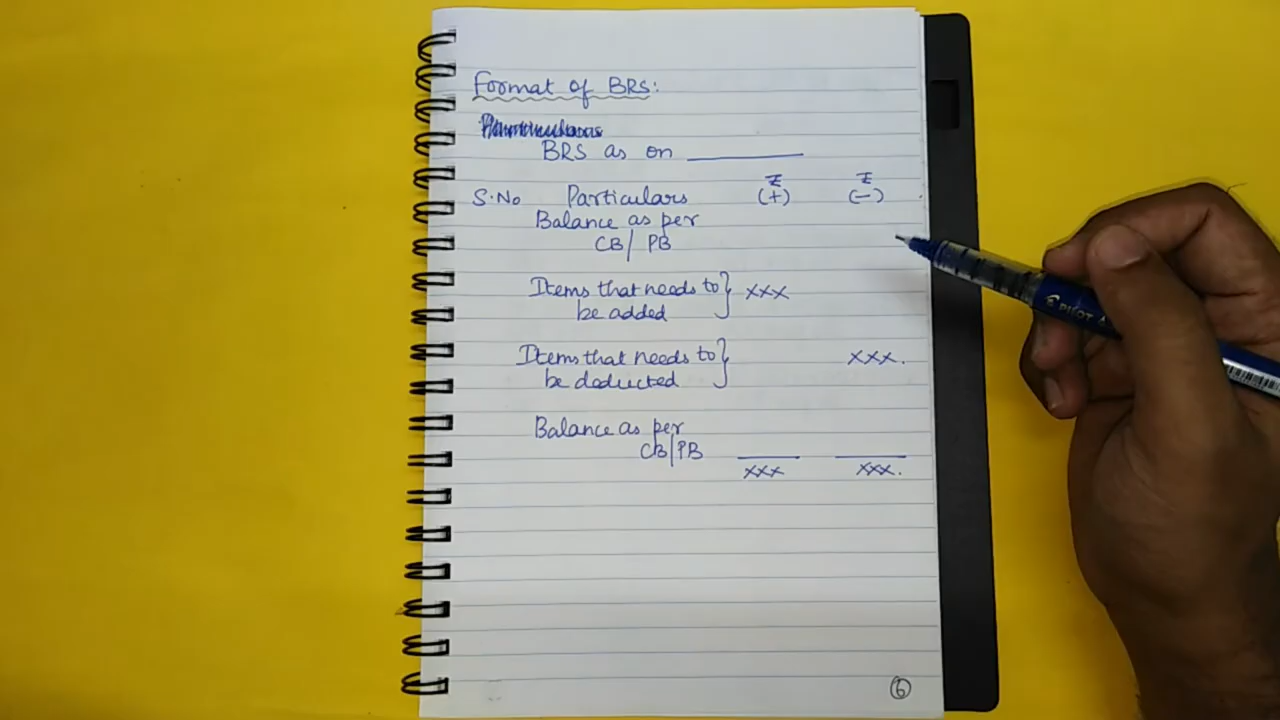 Format of BRS:
BRS as on
₹ ₹
S.No Particulars (+) (-)
Balance as per
CB/ PB
Items that needs to } xxx
be added
Items that needs to } xxx.
be deducted
Balance as per
CB/PB
xxx xxx.
6
PILOT